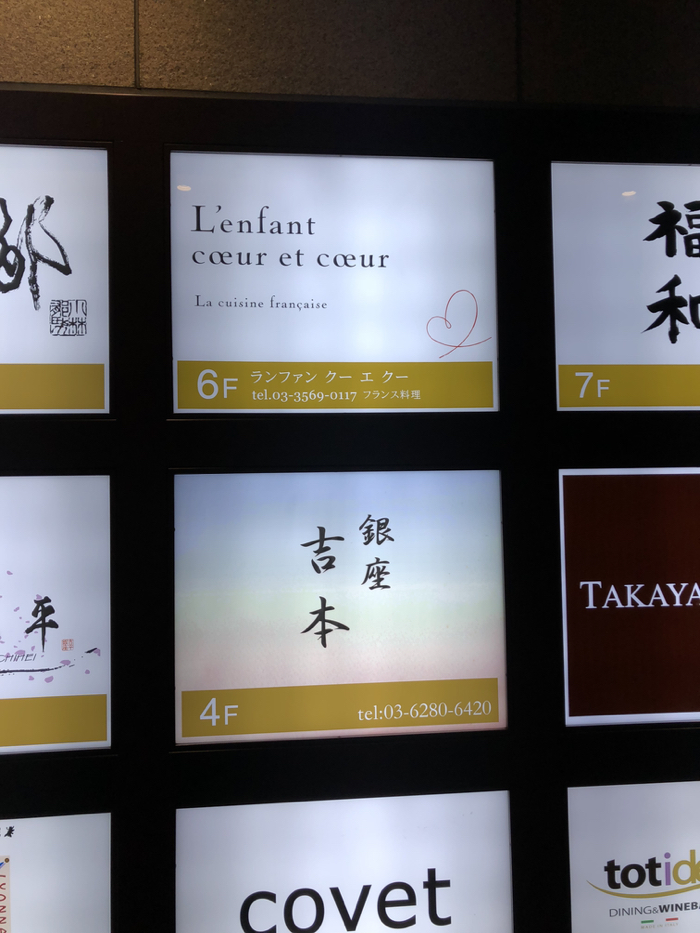 L'enfant
cœur et cœur
La cuisine française
6F ランファン クー エ クー
tel.03-3569-0117 フランス料理
7F
平
銀座
吉本
4F tel:03-6280-6420
TAKAYA
covet
DINING&WINEBA